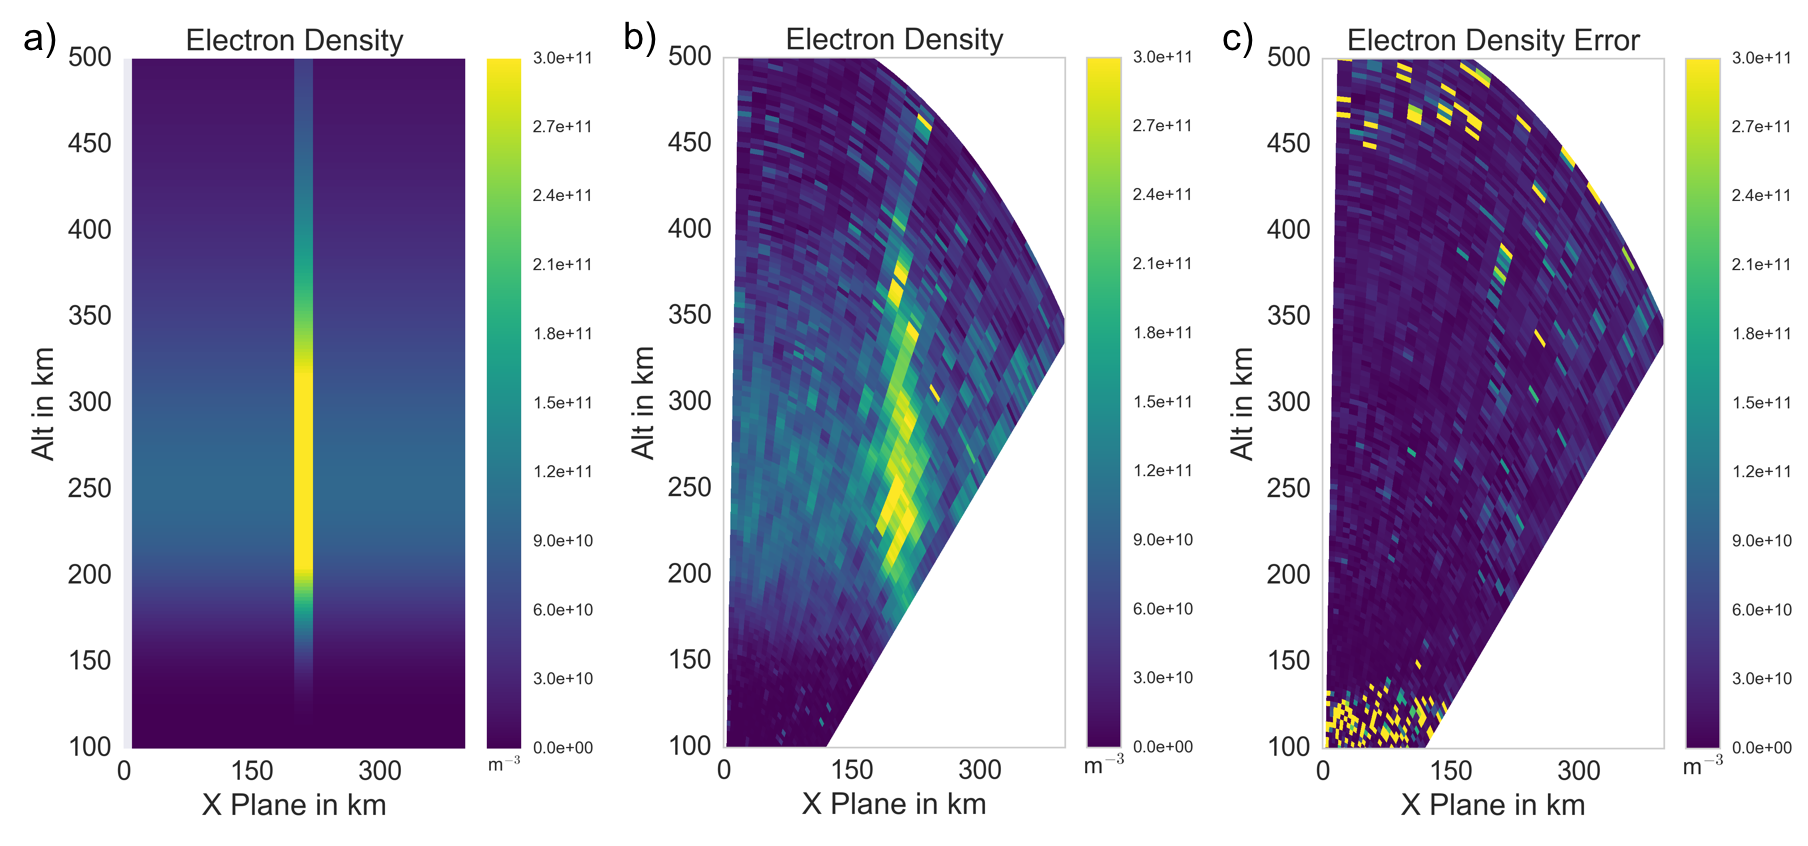 a)
Electron Density
500
450
400
350
300
250
200
150
100
0
150
300
Alt in km
X Plane in km
3.0e+11
2.7e+11
2.4e+11
2.1e+11
1.8e+11
1.5e+11
1.2e+11
9.0e+10
6.0e+10
3.0e+10
0.0e+00
m⁻³
b)
Electron Density
500
450
400
350
300
250
200
150
100
0
150
300
Alt in km
X Plane in km
3.0e+11
2.7e+11
2.4e+11
2.1e+11
1.8e+11
1.5e+11
1.2e+11
9.0e+10
6.0e+10
3.0e+10
0.0e+00
m⁻³
c)
Electron Density Error
500
450
400
350
300
250
200
150
100
0
150
300
Alt in km
X Plane in km
3.0e+11
2.7e+11
2.4e+11
2.1e+11
1.8e+11
1.5e+11
1.2e+11
9.0e+10
6.0e+10
3.0e+10
0.0e+00
m⁻³